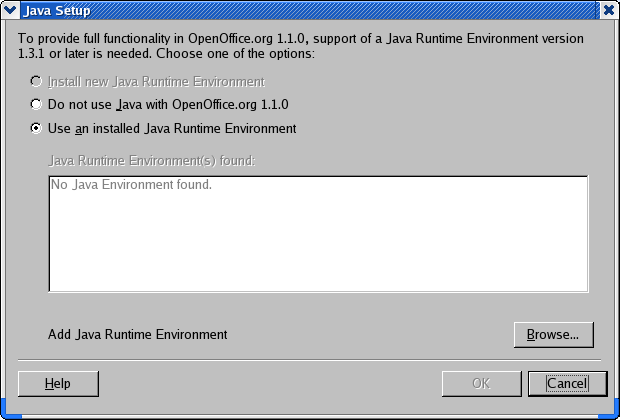 Java Setup
To provide full functionality in OpenOffice.org 1.1.0, support of a Java Runtime Environment version
1.3.1 or later is needed. Choose one of the options:
Install new Java Runtime Environment
Do not use Java with OpenOffice.org 1.1.0
Use an installed Java Runtime Environment
Java Runtime Environment(s) found:
No Java Environment found.
Add Java Runtime Environment
Browse...
Help
OK
Cancel